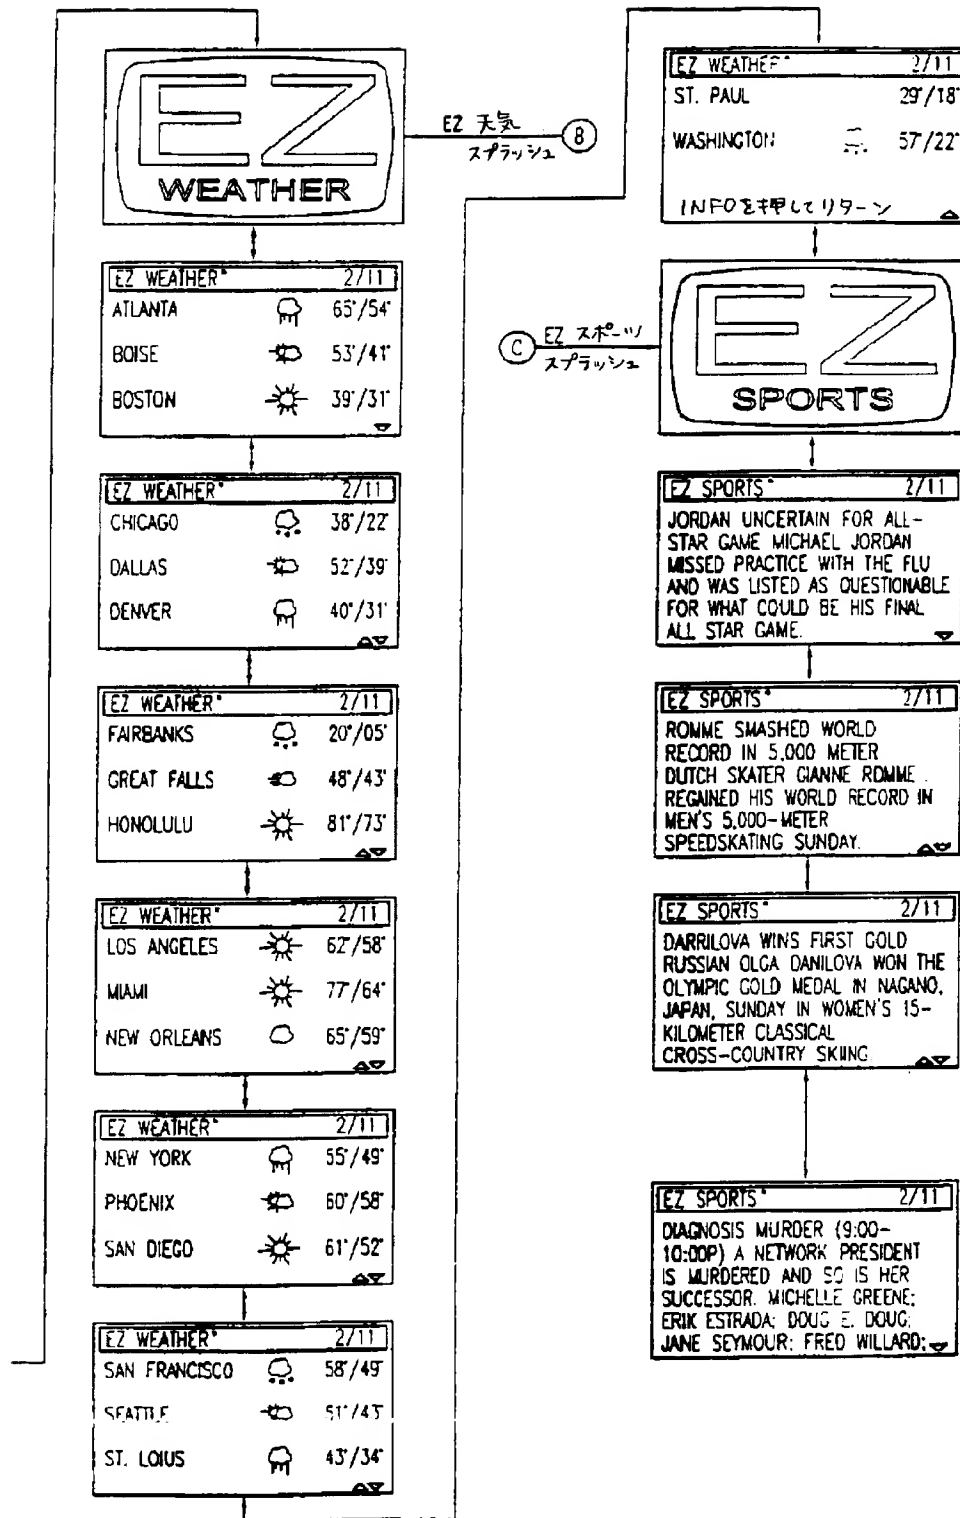 EZ
WEATHER
EZ 天気
スプラッシュ
B
EZ WEATHER° 2/11
ATLANTA 65°/54°
BOISE 53°/41°
BOSTON 39°/31°
EZ WEATHER° 2/11
CHICAGO 38°/22°
DALLAS 52°/39°
DENVER 40°/31°
EZ WEATHER° 2/11
FAIRBANKS 20°/05°
GREAT FALLS 48°/43°
HONOLULU 81°/73°
EZ WEATHER° 2/11
LOS ANGELES 62°/58°
MIAMI 77°/64°
NEW ORLEANS 65°/59°
EZ WEATHER° 2/11
NEW YORK 55°/49°
PHOENIX 60°/58°
SAN DIEGO 61°/52°
EZ WEATHER° 2/11
SAN FRANCISCO 58°/49°
SEATTLE 51°/43°
ST. LOIUS 43°/34°
EZ WEATHER° 2/11
ST. PAUL 29°/18°
WASHINGTON 57°/22°
INFOを押してリターン
C
EZ スポーツ
スプラッシュ
EZ
SPORTS
EZ SPORTS° 2/11
JORDAN UNCERTAIN FOR ALL-
STAR GAME MICHAEL JORDAN
MISSED PRACTICE WITH THE FLU
AND WAS LISTED AS QUESTIONABLE
FOR WHAT COULD BE HIS FINAL
ALL STAR GAME.
EZ SPORTS° 2/11
ROMME SMASHED WORLD
RECORD IN 5,000 METER
DUTCH SKATER GIANNE ROMME
REGAINED HIS WORLD RECORD IN
MEN'S 5,000-METER
SPEEDSKATING SUNDAY.
EZ SPORTS° 2/11
DARRILOVA WINS FIRST GOLD
RUSSIAN OLGA DANILOVA WON THE
OLYMPIC GOLD MEDAL IN NAGANO,
JAPAN, SUNDAY IN WOMEN'S 15-
KILOMETER CLASSICAL
CROSS-COUNTRY SKIING
EZ SPORTS° 2/11
DIAGNOSIS MURDER (9:00-
10:00P) A NETWORK PRESIDENT
IS MURDERED AND SO IS HER
SUCCESSOR. MICHELLE GREENE;
ERIK ESTRADA; DOUG E. DOUG;
JANE SEYMOUR; FRED WILLARD;